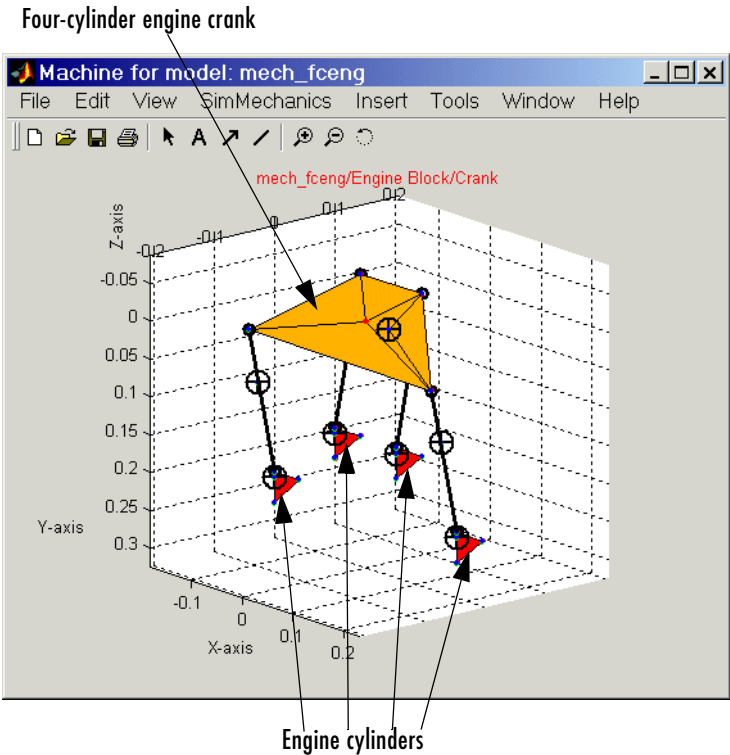 Four-cylinder engine crank
Machine for model: mech_fceng
File Edit View SimMechanics Insert Tools Window Help
A
mech_fceng/Engine Block/Crank
Z-axis
-0.2 -0.1 0 0.1 0.2
-0.05
0
0.05
0.1
0.15
0.2
0.25
0.3
Y-axis
-0.1
0
0.1
0.2
X-axis
Engine cylinders